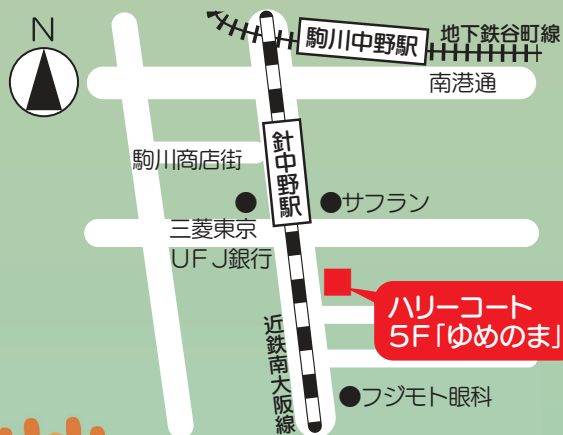 N
駒川中野駅
地下鉄谷町線
南港通
駒川商店街
針中野駅
サフラン
三菱東京
UFJ銀行
ハリーコート
5F「ゆめのま」
近鉄南大阪線
フジモト眼科